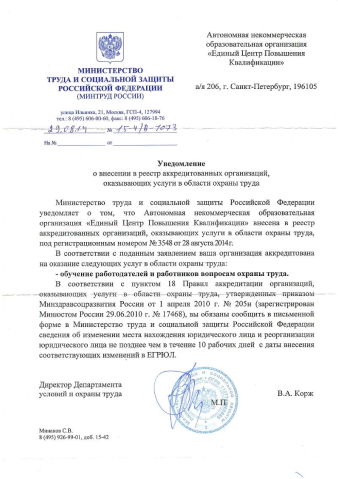 Автономная некоммерческая
образовательная организация
«Единый Центр Повышения
Квалификации»
а/я 206, г. Санкт-Петербург, 196105
МИНИСТЕРСТВО
ТРУДА И СОЦИАЛЬНОЙ ЗАЩИТЫ
РОССИЙСКОЙ ФЕДЕРАЦИИ
(МИНТРУД РОССИИ)
улица Ильинка, 21, Москва, ГСП-4, 127994
тел.: 8 (495) 606-00-60, факс: 8 (495) 606-18-76
29.08.14 № 15-4/В-1073
На № от
Уведомление
о внесении в реестр аккредитованных организаций,
оказывающих услуги в области охраны труда
Министерство труда и социальной защиты Российской Федерации
уведомляет о том, что Автономная некоммерческая образовательная
организация «Единый Центр Повышения Квалификации» внесена в реестр
аккредитованных организаций, оказывающих услуги в области охраны труда,
под регистрационным номером № 3548 от 28 августа 2014г.
В соответствии с поданным заявлением ваша организация аккредитована
на оказание следующих услуг в области охраны труда:
- обучение работодателей и работников вопросам охраны труда.
В соответствии с пунктом 18 Правил аккредитации организаций,
оказывающих услуги в области охраны труда, утвержденных приказом
Минздравсоцразвития России от 1 апреля 2010 г. № 205н (зарегистрирован
Минюстом России 29.06.2010 г. № 17468), вы обязаны сообщить в письменной
форме в Министерство труда и социальной защиты Российской Федерации
сведения об изменении места нахождения юридического лица и реорганизации
юридического лица не позднее чем в течение 10 рабочих дней с даты внесения
соответствующих изменений в ЕГРЮЛ.
Директор Департамента
условий и охраны труда
М.П.
В.А. Корж
Минаков С.В.
8 (495) 926-99-01, доб. 15-42